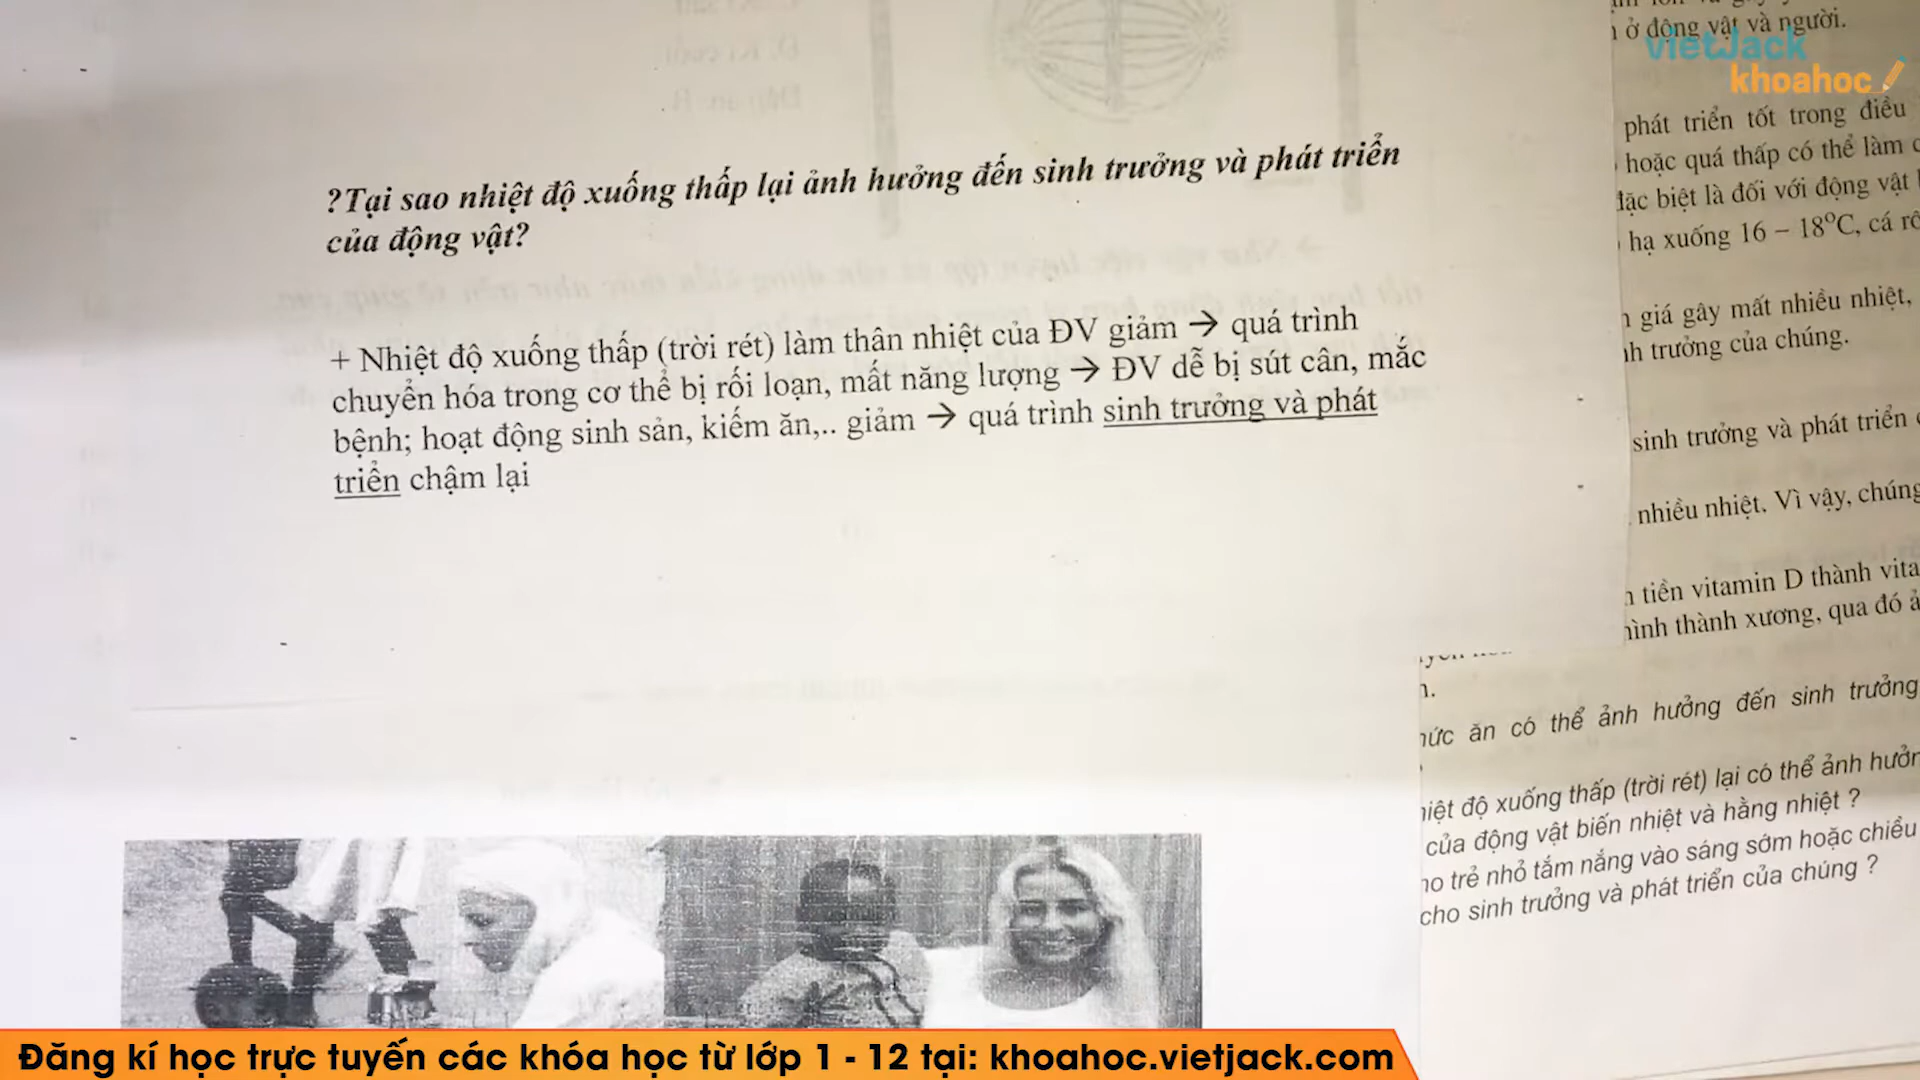 ?Tại sao nhiệt độ xuống thấp lại ảnh hưởng đến sinh trưởng và phát triển
của động vật?
+ Nhiệt độ xuống thấp (trời rét) làm thân nhiệt của ĐV giảm → quá trình
chuyển hóa trong cơ thể bị rối loạn, mất năng lượng → ĐV dễ bị sút cân, mắc
bệnh; hoạt động sinh sản, kiếm ăn,.. giảm → quá trình sinh trưởng và phát
triển chậm lại
ở động vật và người.
vietJack
khoahoc
phát triển tốt trong điều
hoặc quá thấp có thể làm
đặc biệt là đối với động vật
hạ xuống 16 – 18°C, cá rô
giá gây mất nhiều nhiệt,
trưởng của chúng.
sinh trưởng và phát triển
nhiều nhiệt. Vì vậy, chúng
tiền vitamin D thành
thành xương, qua đó
ăn có thể ảnh hưởng đến sinh trưởng
độ xuống thấp (trời rét) lại có thể ảnh
của động vật biến nhiệt và hằng nhiệt ?
trẻ nhỏ tắm nắng vào sáng sớm hoặc chiều
cho sinh trưởng và phát triển của chúng ?
Đăng kí học trực tuyến các khóa học từ lớp 1 - 12 tại: khoahoc.vietjack.com